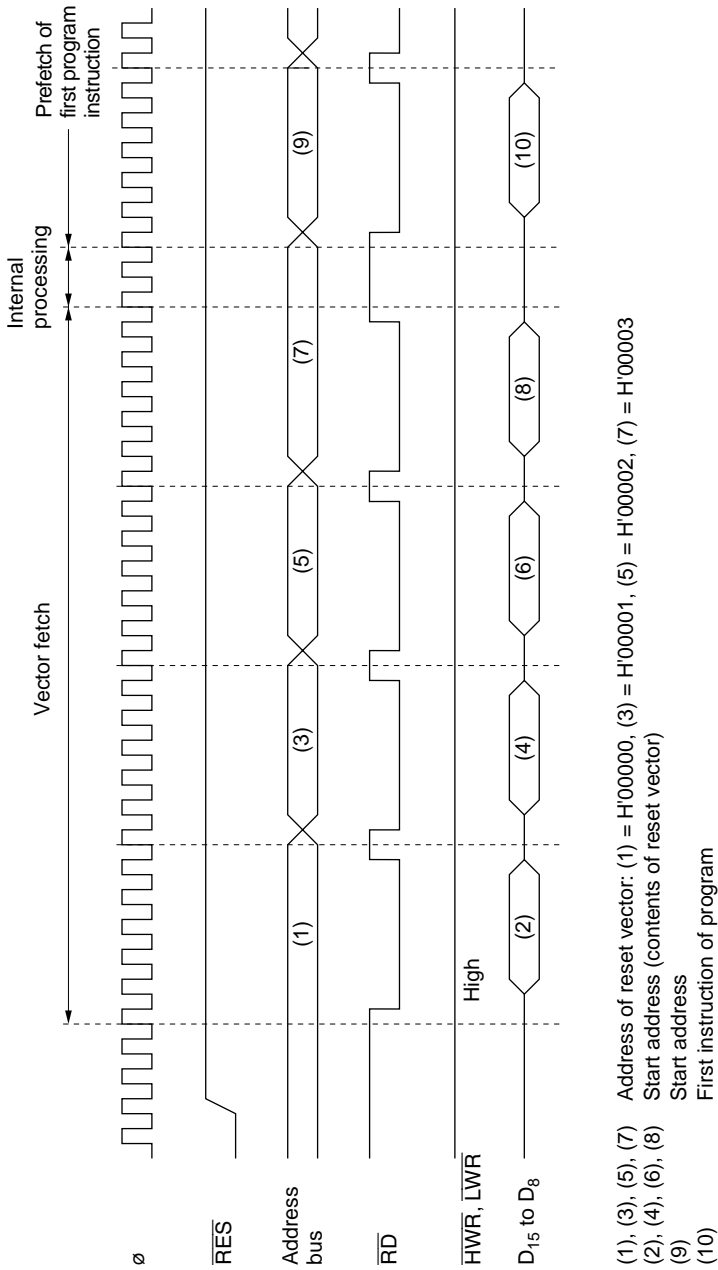 Vector fetch
Internal
processing
Prefetch of
first program
instruction
ø
RES
Address
bus
(1)
(3)
(5)
(7)
(9)
RD
HWR, LWR
High
D15 to D8
(2)
(4)
(6)
(8)
(10)
(1), (3), (5), (7) Address of reset vector: (1) = H'00000, (3) = H'00001, (5) = H'00002, (7) = H'00003
(2), (4), (6), (8) Start address (contents of reset vector)
(9) Start address
(10) First instruction of program